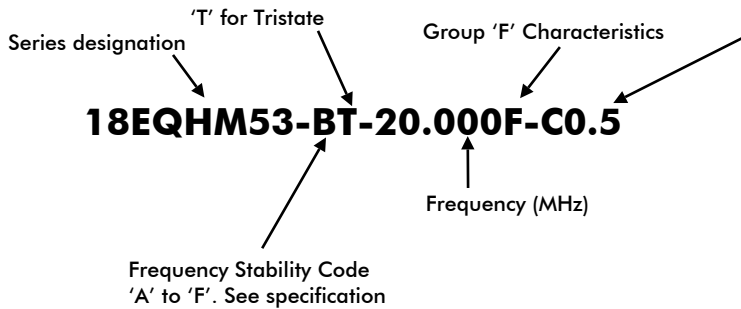 'T' for Tristate
Series designation
Group 'F' Characteristics
18EQHM53-BT-20.000F-C0.5
Frequency (MHz)
Frequency Stability Code
'A' to 'F'. See specification